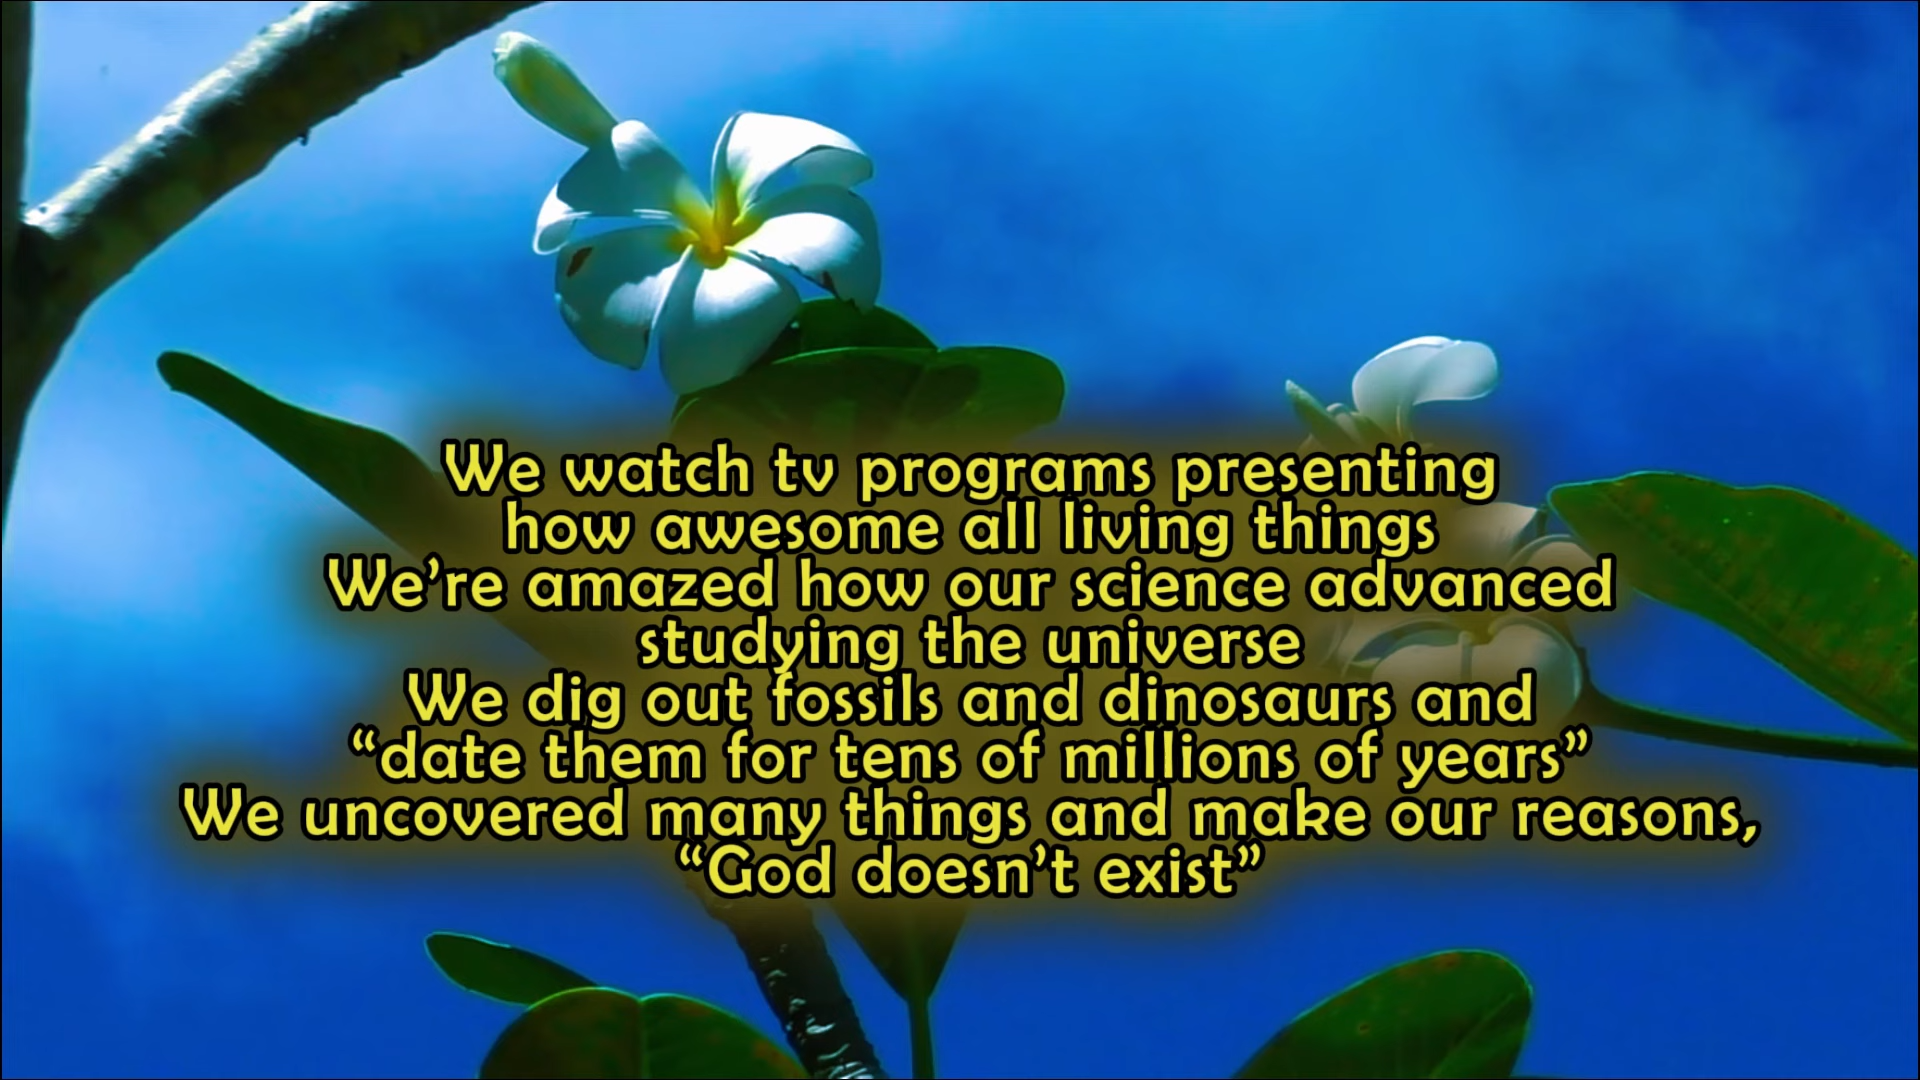 We watch tv programs presenting
how awesome all living things
We’re amazed how our science advanced
studying the universe
We dig out fossils and dinosaurs and
“date them for tens of millions of years”
We uncovered many things and make our reasons,
“God doesn’t exist”